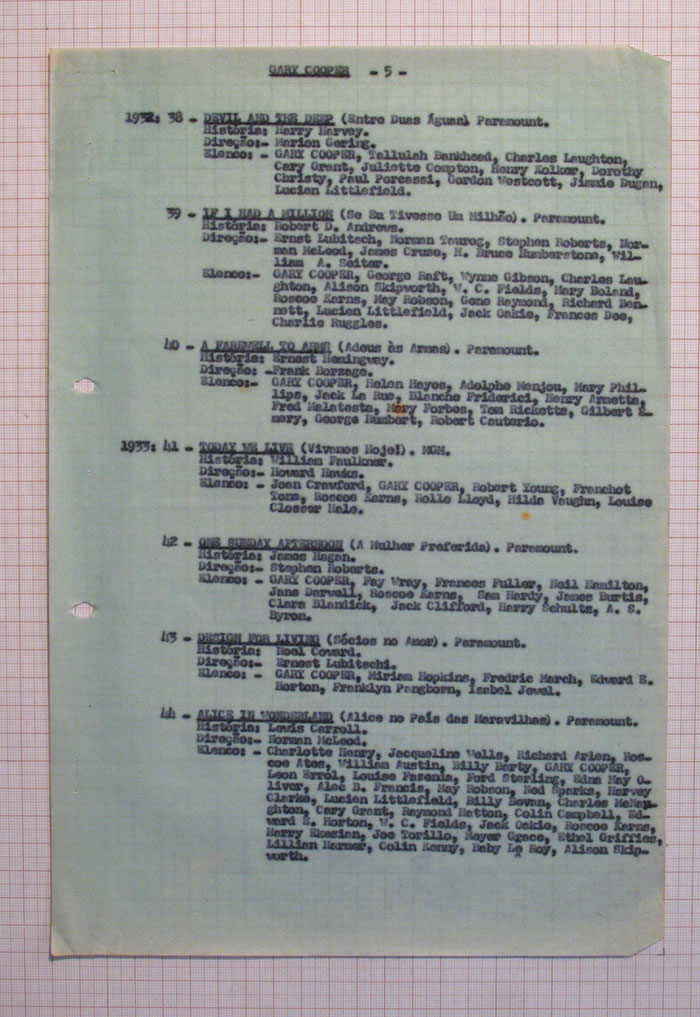 GARY COOPER - 5 -
1932: 38 - DEVIL AND THE DEEP (Entre Duas Águas) Paramount.
História: Harry Harvey.
Direção:- Marion Gering.
Elenco: - GARY COOPER, Tallulah Bankhead, Charles Laughton,
Cary Grant, Juliette Compton, Henry Kolker, Dorothy
Christy, Paul Porcassi, Gordon Westcott, Jimmie Dugan,
Lucien Littlefield.
39 - IF I HAD A MILLION (Se Eu Tivesse Um Milhão). Paramount.
História: Robert D. Andrews.
Direção:- Ernst Lubitsch, Norman Taurog, Stephen Roberts, Nor-
man McLeod, James Cruse, H. Bruce Humberstone, Wil-
liam A. Seiter.
Elenco:- GARY COOPER, George Raft, Wynne Gibson, Charles Lau-
ghton, Alison Skipworth, W. C. Fields, Mary Boland,
Roscoe Karns, May Robson, Gene Raymond, Richard Ben-
nett, Lucien Littlefield, Jack Oakie, Frances Dee,
Charlie Ruggles.
40 - A FAREWELL TO ARMS (Adeus às Armas). Paramount.
História: Ernest Hemingway.
Direção: -Frank Borzage.
Elenco:- GARY COOPER, Helen Hayes, Adolphe Menjou, Mary Phil-
lips, Jack La Rue, Blanche Friderici, Henry Armetta,
Fred Malatesta, Mary Forbes, Tom Ricketts, Gilbert E-
mery, George Humbert, Robert Cauterio.
1933: 41 - TODAY WE LIVE (Vivamos Hoje!). MGM.
História: William Faulkner.
Direção:- Howard Hawks.
Elenco: - Joan Crawford, GARY COOPER, Robert Young, Franchot
Tone, Roscoe Karns, Rollo Lloyd, Hilda Vaughn, Louise
Closser Hale.
42 - ONE SUNDAY AFTERNOON (A Mulher Preferida). Paramount.
História: James Hagan.
Direção:- Stephen Roberts.
Elenco: - GARY COOPER, Fay Wray, Frances Fuller, Neil Hamilton,
Jane Darwell, Roscoe Karns, Sam Hardy, James Burtis,
Clara Blandick, Jack Clifford, Harry Schults, A. S.
Byron.
43 - DESIGN FOR LIVING (Sócios no Amor). Paramount.
História: Noel Coward.
Direção:- Ernest Lubitschi.
Elenco: - GARY COOPER, Miriam Hopkins, Fredric March, Edward E.
Horton, Franklyn Pangborn, Isabel Jewel.
44 - ALICE IN WONDERLAND (Alice no País das Maravilhas). Paramount.
História: Lewis Carroll.
Direção:- Norman McLeod.
Elenco: - Charlotte Henry, Jacqueline Wells, Richard Arlen, Ros-
coe Ates, William Austin, Billy Barty, GARY COOPER,
Leon Errol, Louise Fazenia, Ford Sterling, Edna May O-
liver, Alec B. Francis, May Robson, Ned Sparks, Harvey
Clarke, Lucien Littlefield, Billy Bevan, Charles McNau-
ghton, Cary Grant, Raymond Hatton, Colin Campbell, Ed-
ward E. Horton, W. C. Fields, Jack Oakie, Roscoe Karns,
Harry Ekesian, Joe Torillo, Meyer Grace, Ethel Griffies,
Lillian Harmer, Colin Kenny, Baby Le Roy, Alison Skip-
worth.